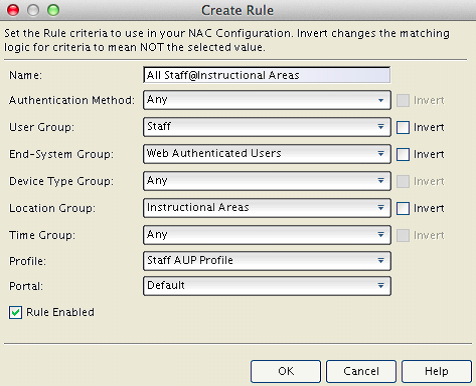 Create Rule
Set the Rule criteria to use in your NAC Configuration. Invert changes the matching
logic for criteria to mean NOT the selected value.
Name: All Staff@Instructional Areas
Authentication Method: Any Invert
User Group: Staff Invert
End-System Group: Web Authenticated Users Invert
Device Type Group: Any Invert
Location Group: Instructional Areas Invert
Time Group: Any Invert
Profile: Staff AUP Profile
Portal: Default
Rule Enabled
OK Cancel Help